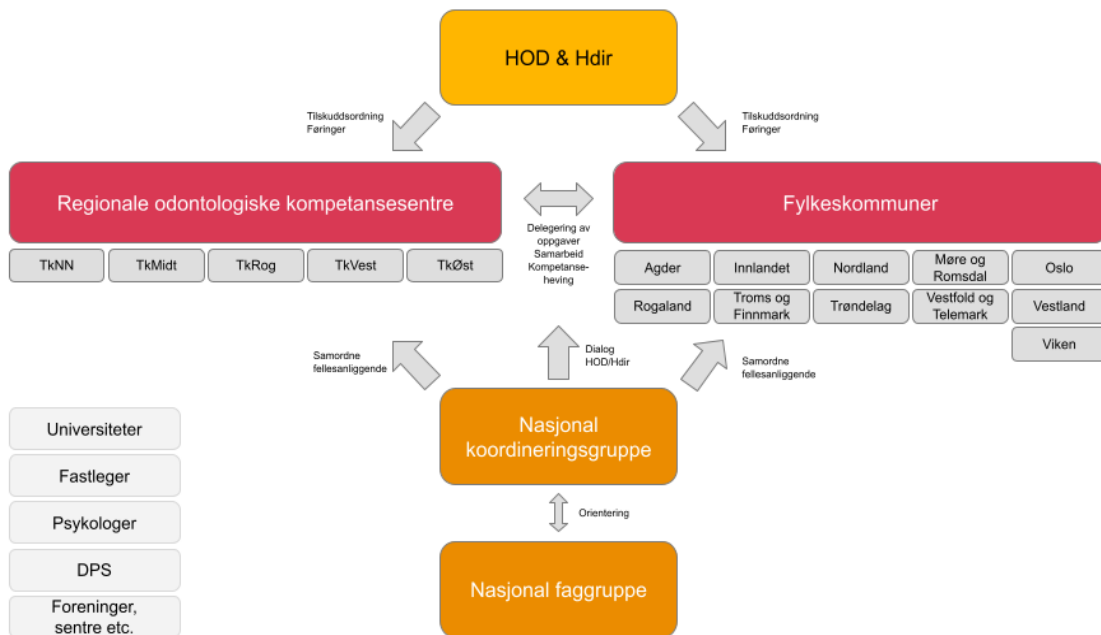 HOD & Hdir
Tilskuddsordning
Føringer
Tilskuddsordning
Føringer
Regionale odontologiske kompetansesentre
Fylkeskommuner
Delegering av
oppgaver
Samarbeid
Kompetanse-
heving
TkNN
TkMidt
TkRog
TkVest
TkØst
Agder
Innlandet
Nordland
Møre og
Romsdal
Oslo
Rogaland
Troms og
Finnmark
Trøndelag
Vestfold og
Telemark
Vestland
Viken
Samordne
fellesanliggende
Dialog
HOD/Hdir
Samordne
fellesanliggende
Nasjonal
koordineringsgruppe
Universiteter
Fastleger
Psykologer
DPS
Foreninger,
sentre etc.
Orientering
Nasjonal faggruppe